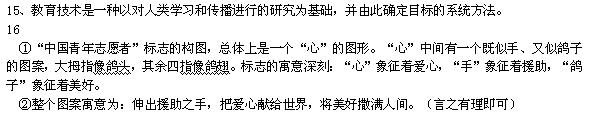 15、教育技术是一种以对人类学习和传播进行的研究为基础，并由此确定目标的系统方法。
16
①“中国青年志愿者”标志的构图，总体上是一个“心”的图形。“心”中间有一个既似手、又似鸽子
的图案，大拇指像鸽头，其余四指像鸽翅。标志的寓意深刻：“心”象征着爱心，“手”象征着援助，“鸽
子”象征着美好。
②整个图案寓意为：伸出援助之手，把爱心献给世界，将美好撒满人间。（言之有理即可）